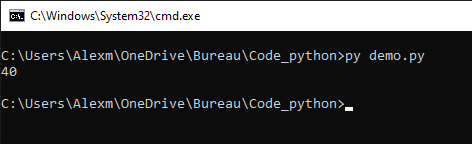 C:\Windows\System32\cmd.exe
C:\Users\Alexm\OneDrive\Bureau\Code_python>py demo.py
40
C:\Users\Alexm\OneDrive\Bureau\Code_python>